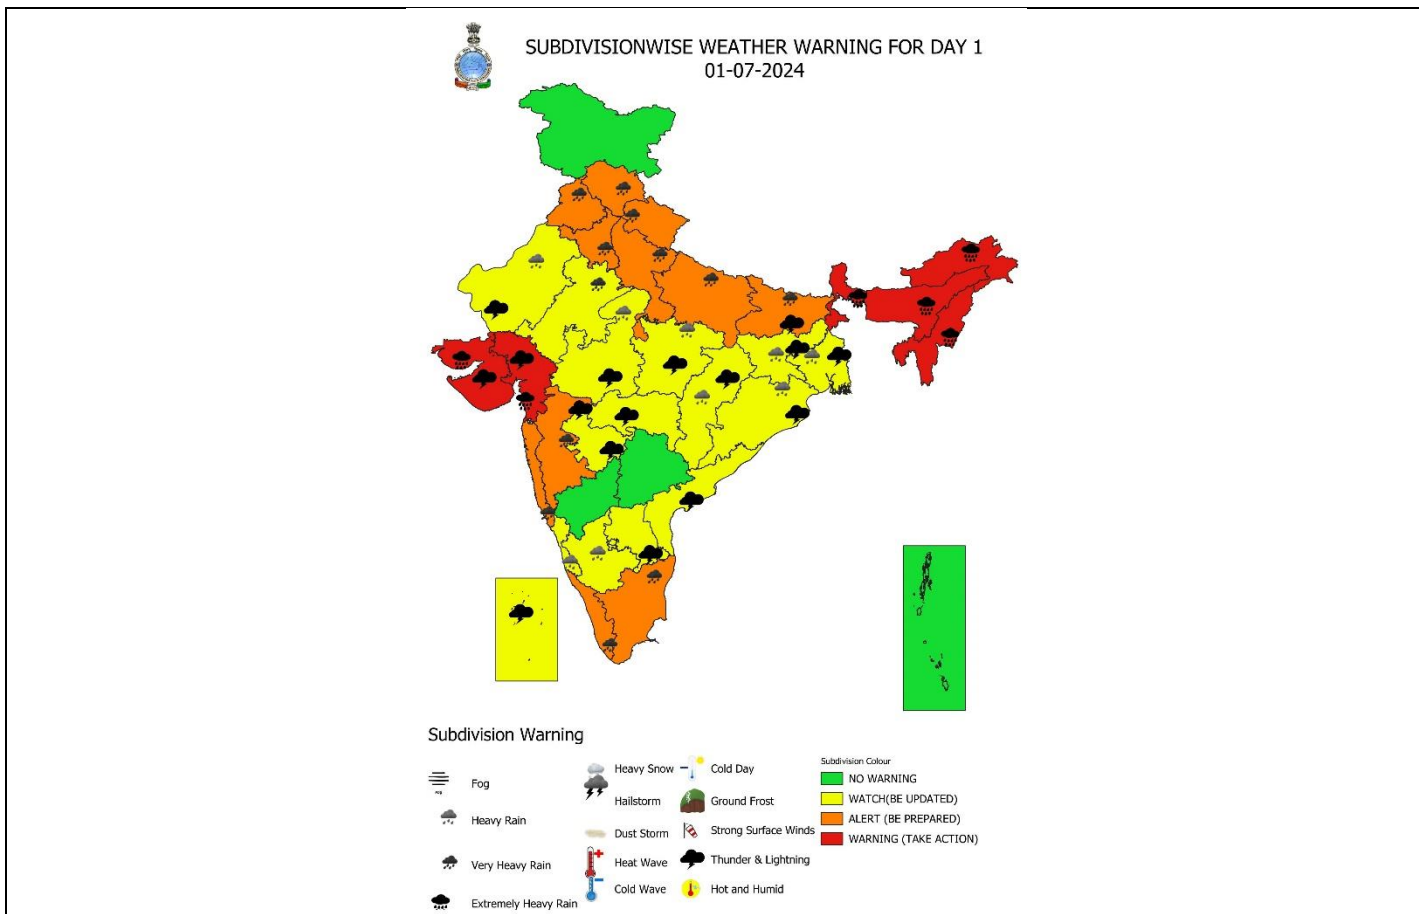 SUBDIVISIONWISE WEATHER WARNING FOR DAY 1
01-07-2024
Subdivision Warning
Fog
Heavy Rain
Very Heavy Rain
Extremely Heavy Rain
Heavy Snow
Hailstorm
Dust Storm
Heat Wave
Cold Wave
Cold Day
Ground Frost
Strong Surface Winds
Thunder & Lightning
Hot and Humid
Subdivision Colour
NO WARNING
WATCH(BE UPDATED)
ALERT (BE PREPARED)
WARNING (TAKE ACTION)